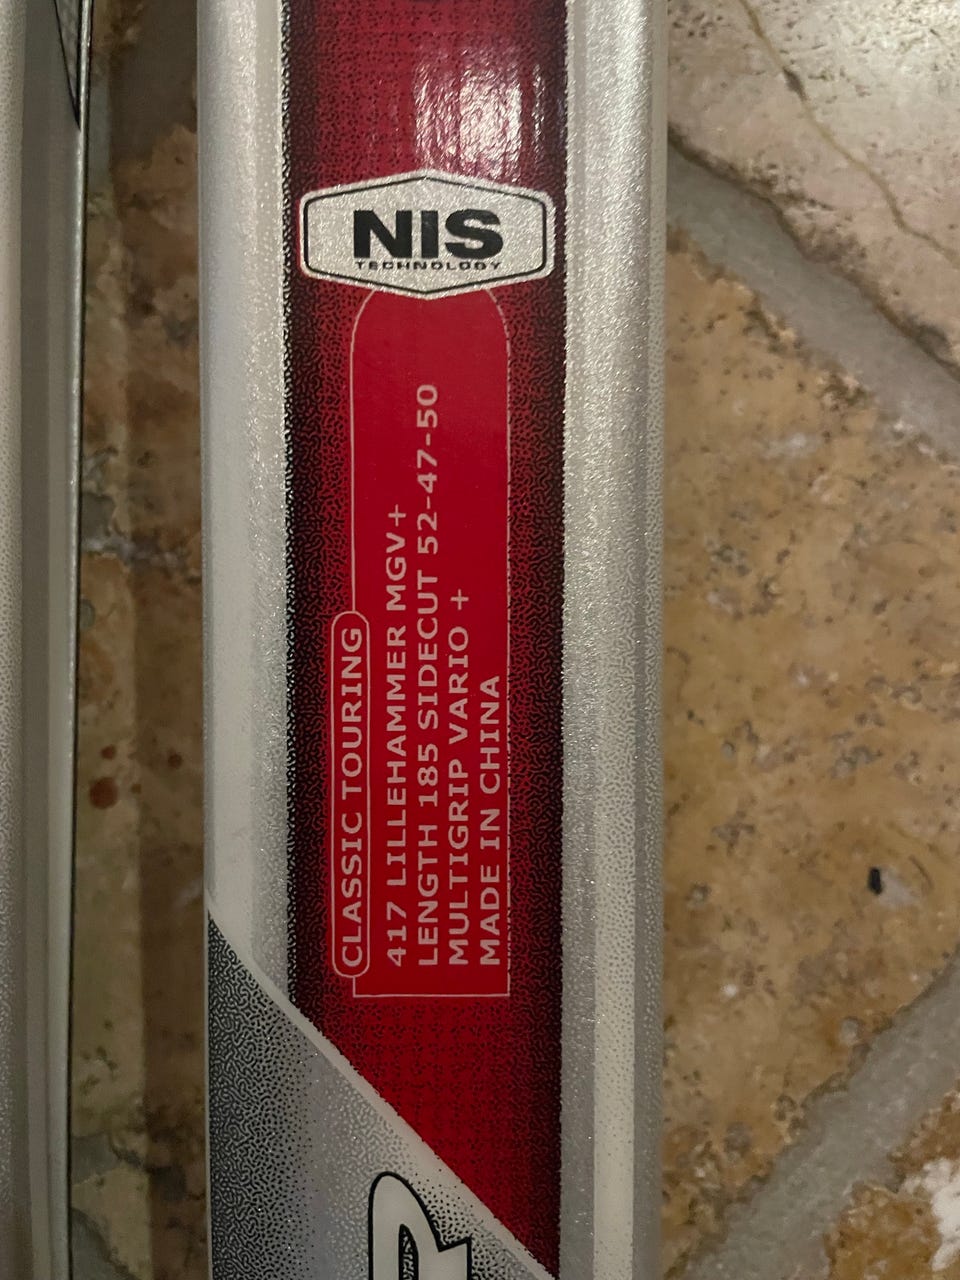 NIS
TECHNOLOGY
CLASSIC TOURING
417 LILLEHAMMER MGV+
LENGTH 185 SIDECUT 52-47-50
MULTIGRIP VARIO +
MADE IN CHINA